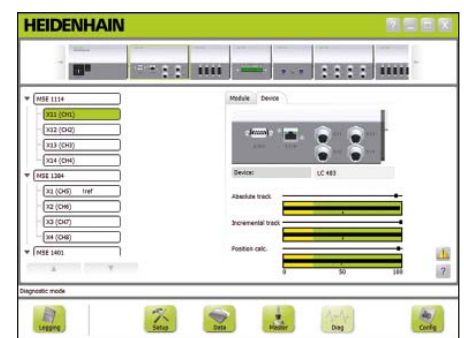 HEIDENHAIN
MSE 1114
X11 (CH1)
X12 (CH2)
X13 (CH3)
X14 (CH4)
MSE 1384
X1 (CH5) !ref
X2 (CH6)
X3 (CH7)
X4 (CH8)
MSE 1401
Module Device
Device: LC 483
Absolute track
Incremental track
Position calc.
0 50 100
Diagnostic mode
Logging Setup Data Master Diag Config